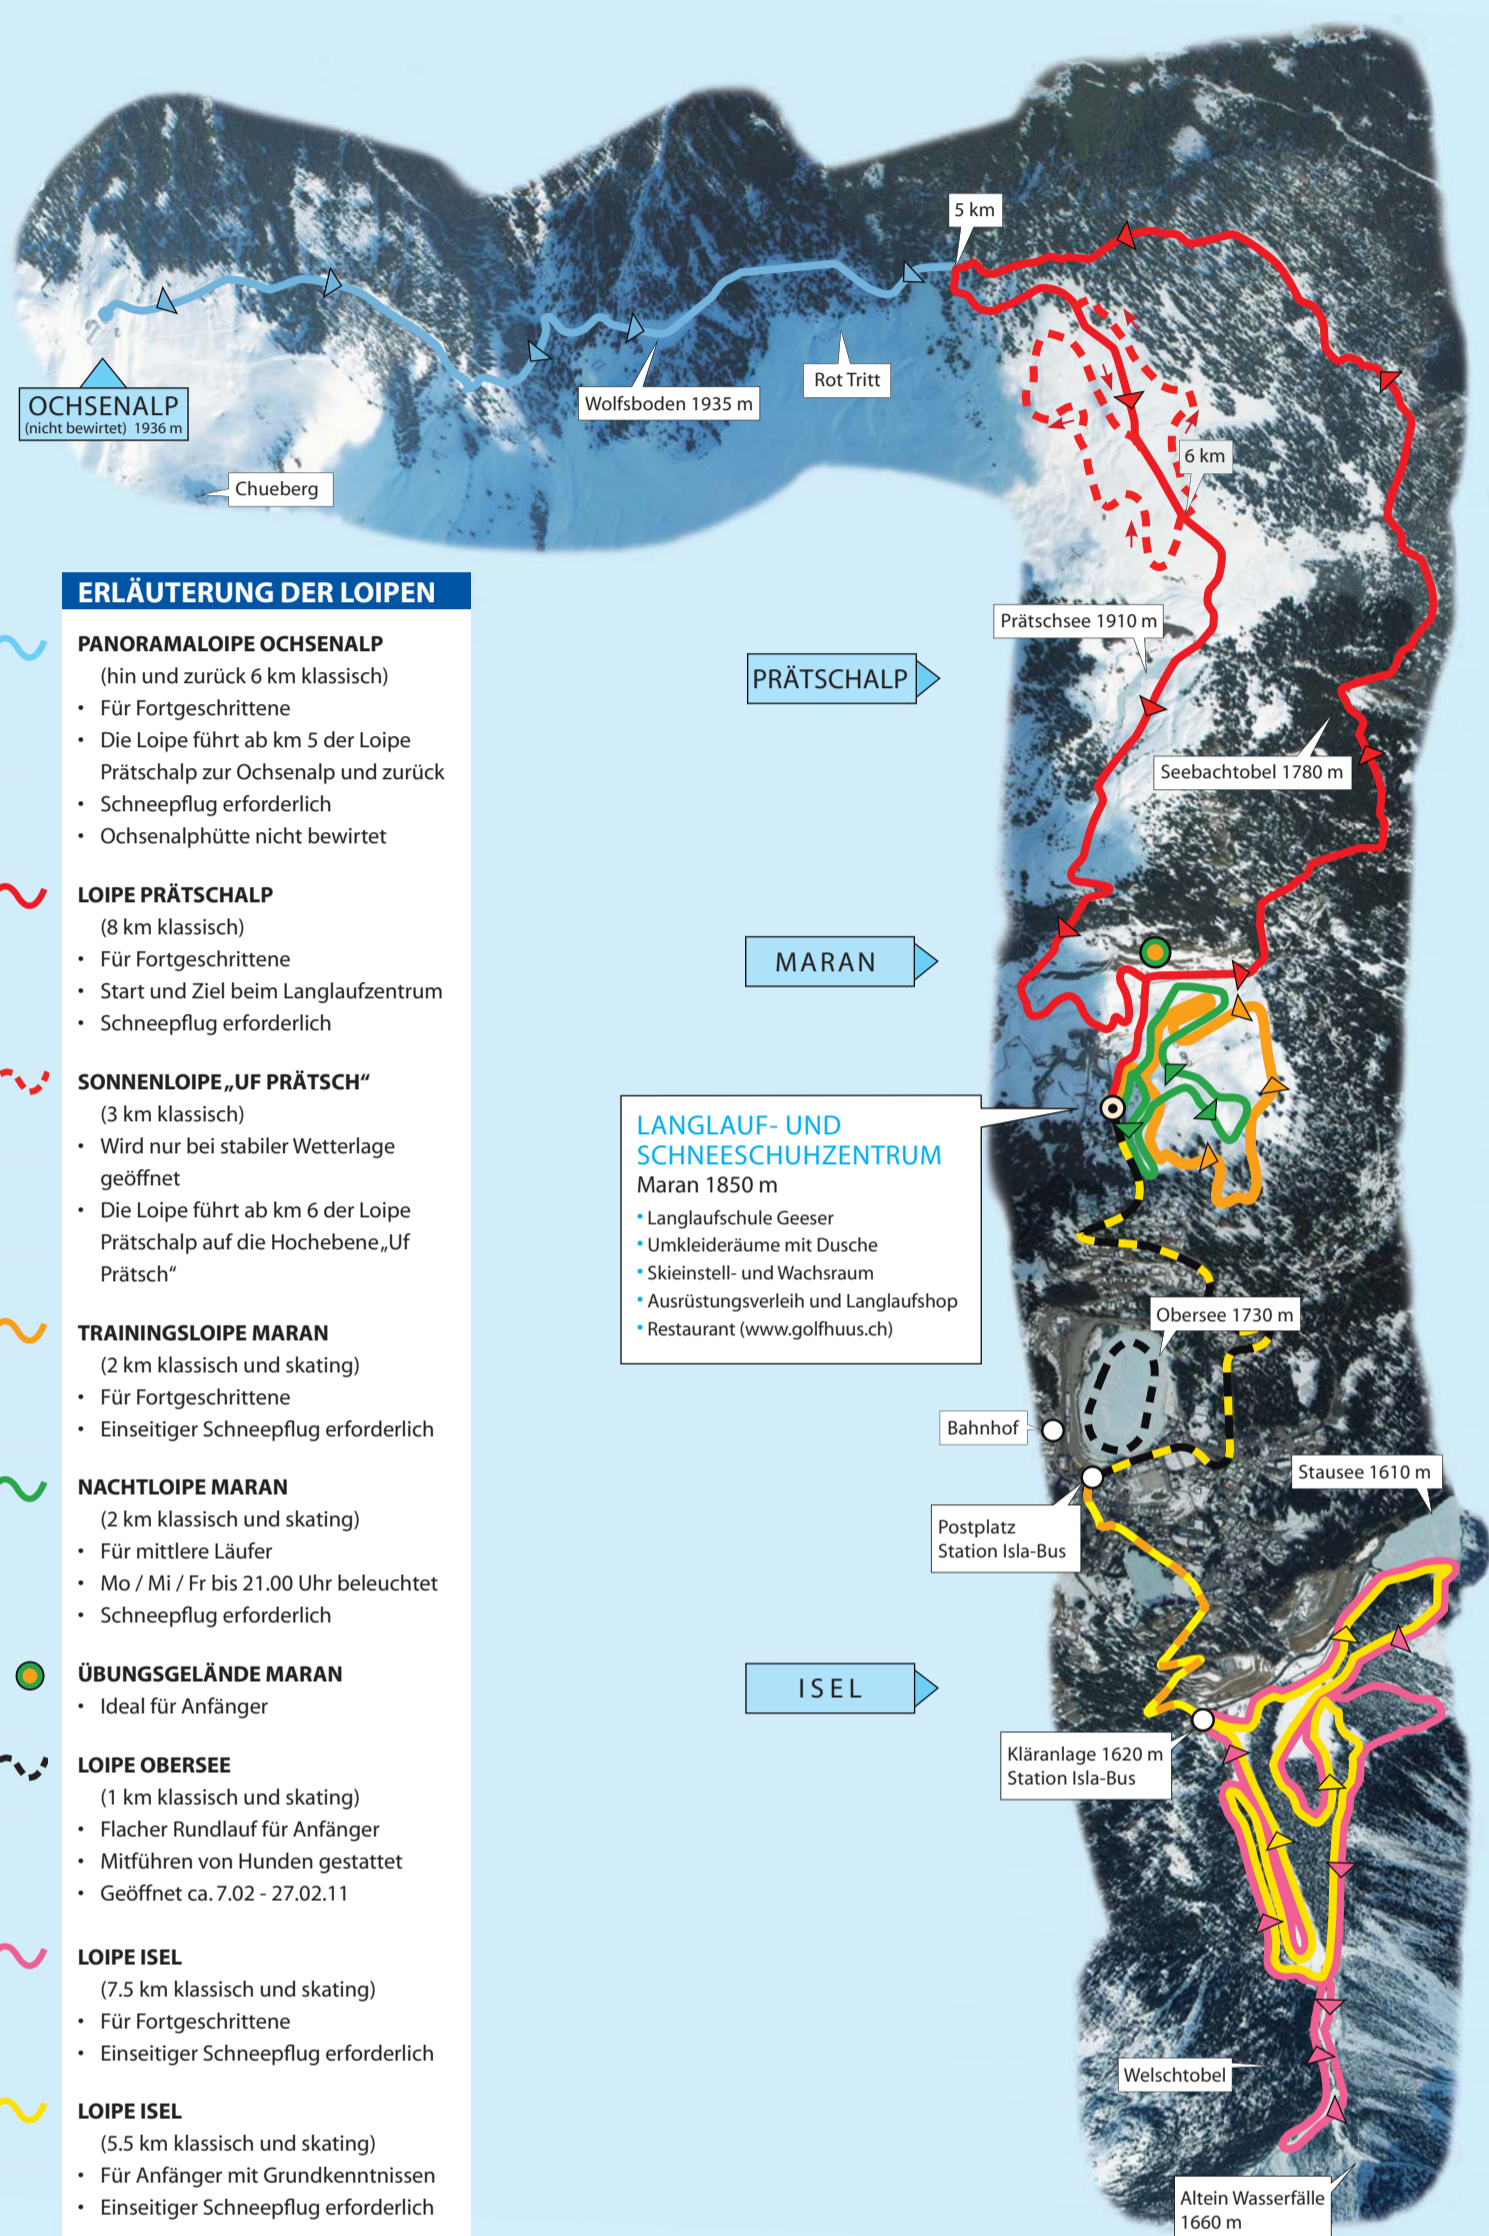 5 km
OCHSENALP
(nicht bewirtet) 1936 m
Wolfsboden 1935 m
Rot Tritt
6 km
Chueberg
Prätschsee 1910 m
PRÄTSCHALP
Seebachtobel 1780 m
MARAN
LANGLAUF- UND
SCHNEESCHUHZENTRUM
Maran 1850 m
• Langlaufschule Geeser
• Umkleideräume mit Dusche
• Skieinstell- und Wachsraum
• Ausrüstungsverleih und Langlaufshop
• Restaurant (www.golfhuus.ch)
Obersee 1730 m
Bahnhof
Stausee 1610 m
Postplatz
Station Isla-Bus
ISEL
Kläranlage 1620 m
Station Isla-Bus
Welschtobel
Altein Wasserfälle
1660 m
ERLÄUTERUNG DER LOIPEN
PANORAMALOIPE OCHSENALP
(hin und zurück 6 km klassisch)
• Für Fortgeschrittene
• Die Loipe führt ab km 5 der Loipe
Prätschalp zur Ochsenalp und zurück
• Schneepflug erforderlich
• Ochsenalphütte nicht bewirtet
LOIPE PRÄTSCHALP
(8 km klassisch)
• Für Fortgeschrittene
• Start und Ziel beim Langlaufzentrum
• Schneepflug erforderlich
SONNENLOIPE „UF PRÄTSCH“
(3 km klassisch)
• Wird nur bei stabiler Wetterlage
geöffnet
• Die Loipe führt ab km 6 der Loipe
Prätschalp auf die Hochebene „Uf
Prätsch“
TRAININGSLOIPE MARAN
(2 km klassisch und skating)
• Für Fortgeschrittene
• Einseitiger Schneepflug erforderlich
NACHTLOIPE MARAN
(2 km klassisch und skating)
• Für mittlere Läufer
• Mo / Mi / Fr bis 21.00 Uhr beleuchtet
• Schneepflug erforderlich
ÜBUNGSGELÄNDE MARAN
• Ideal für Anfänger
LOIPE OBERSEE
(1 km klassisch und skating)
• Flacher Rundlauf für Anfänger
• Mitführen von Hunden gestattet
• Geöffnet ca. 7.02 - 27.02.11
LOIPE ISEL
(7.5 km klassisch und skating)
• Für Fortgeschrittene
• Einseitiger Schneepflug erforderlich
LOIPE ISEL
(5.5 km klassisch und skating)
• Für Anfänger mit Grundkenntnissen
• Einseitiger Schneepflug erforderlich